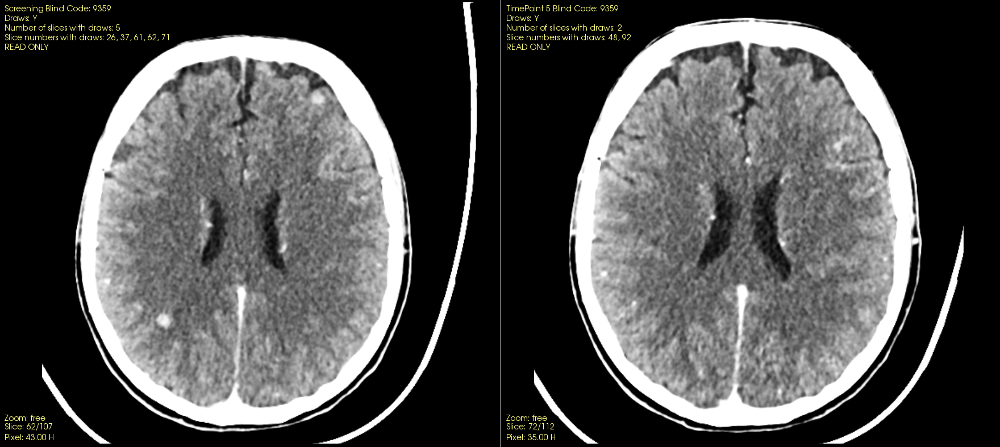 Screening Blind Code: 9359
Draws: Y
Number of slices with draws: 5
Slice numbers with draws: 26, 37, 61, 62, 71
READ ONLY
Zoom: free
Slice: 62/107
Pixel: 43.00 H
TimePoint 5 Blind Code: 9359
Draws: Y
Number of slices with draws: 2
Slice numbers with draws: 48, 92
READ ONLY
Zoom: free
Slice: 72/112
Pixel: 35.00 H